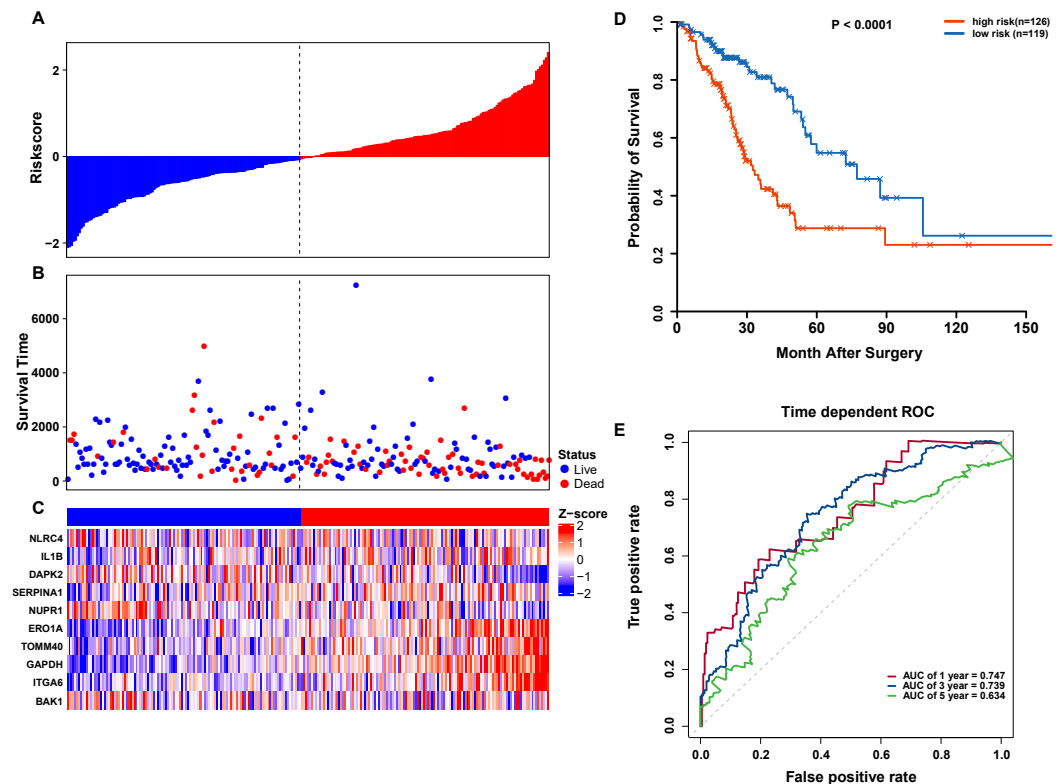 A
Riskscore
2
0
−2
B
Survival Time
6000
4000
2000
0
Status
Live
Dead
C
Z−score
2
1
0
−1
−2
NLRC4
IL1B
DAPK2
SERPINA1
NUPR1
ERO1A
TOMM40
GAPDH
ITGA6
BAK1
D
P < 0.0001
high risk(n=126)
low risk (n=119)
Probability of Survival
1.0
0.8
0.6
0.4
0.2
0.0
0 30 60 90 120 150
Month After Surgery
E
Time dependent ROC
True positive rate
1.0
0.8
0.6
0.4
0.2
0.0
AUC of 1 year = 0.747
AUC of 3 year = 0.739
AUC of 5 year = 0.634
0.0 0.2 0.4 0.6 0.8 1.0
False positive rate